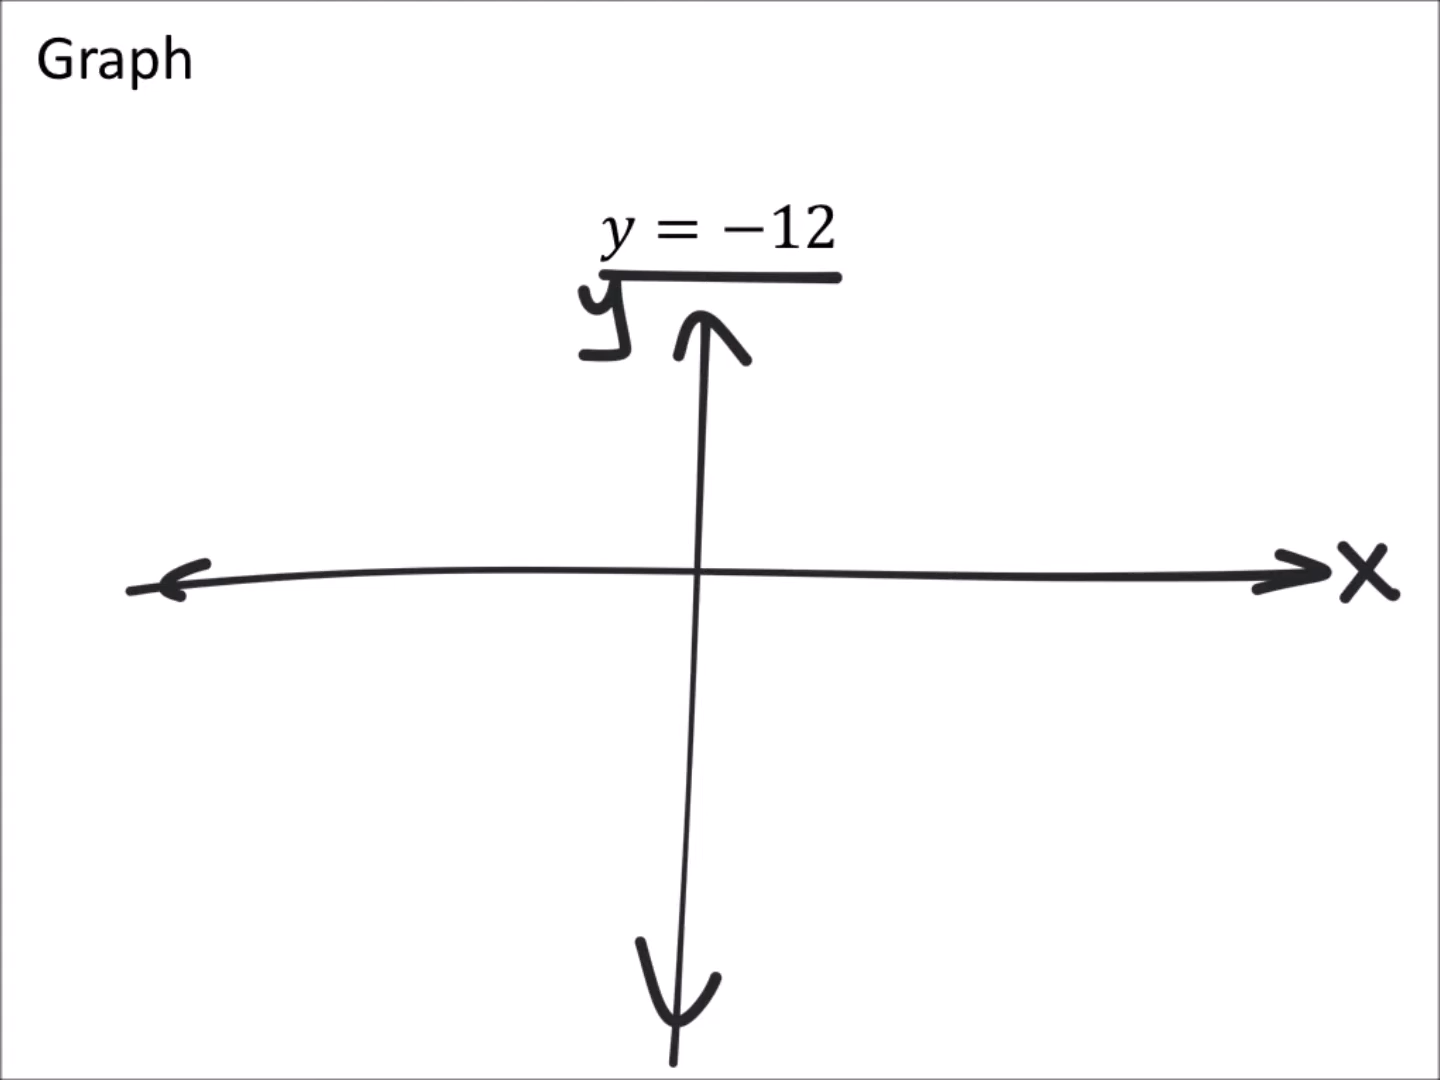 Graph
y = −12
y
x